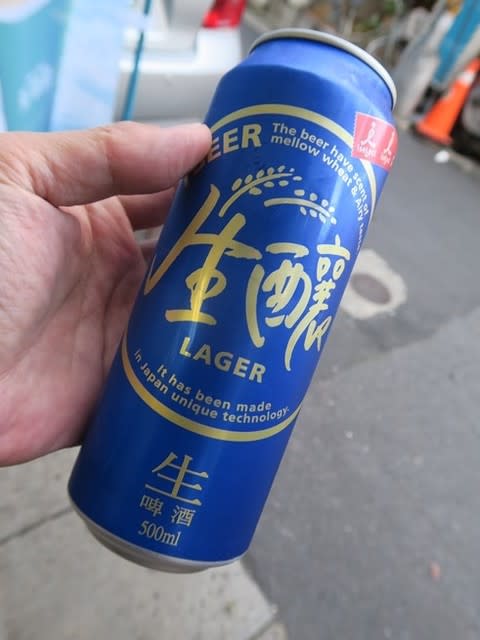 BEER
The beer have scent of
mellow wheat & Airy
生釀
LAGER
It has been made
in Japan unique technology.
生
啤酒
500ml